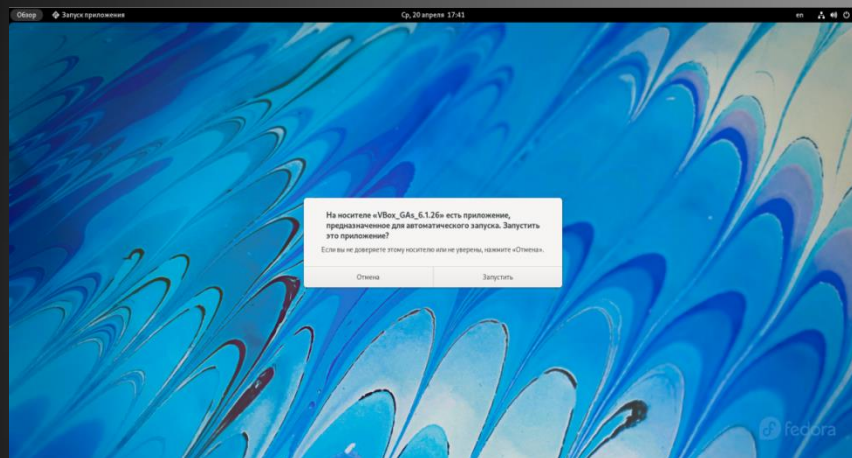 Обзор Запуск приложения Ср, 20 апреля 17:41 en
На носителе «VBox_GAs_6.1.26» есть приложение,
предназначенное для автоматического запуска. Запустить
это приложение?
Если вы не доверяете этому носителю или не уверены, нажмите «Отмена».
Отмена Запустить
fedora